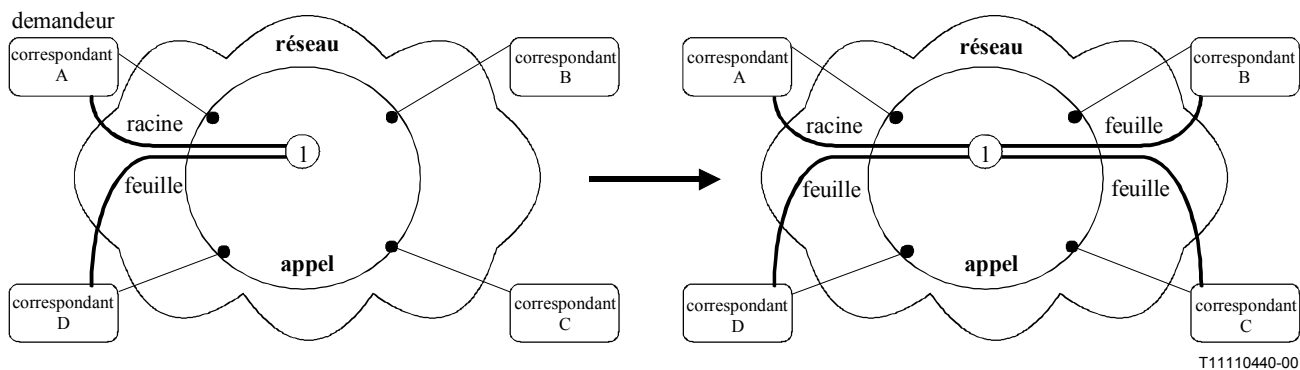 demandeur
correspondant
A
réseau
correspondant
B
racine
1
feuille
appel
correspondant
D
correspondant
C
correspondant
A
réseau
correspondant
B
racine
feuille
1
feuille
feuille
appel
correspondant
D
correspondant
C
T11110440-00